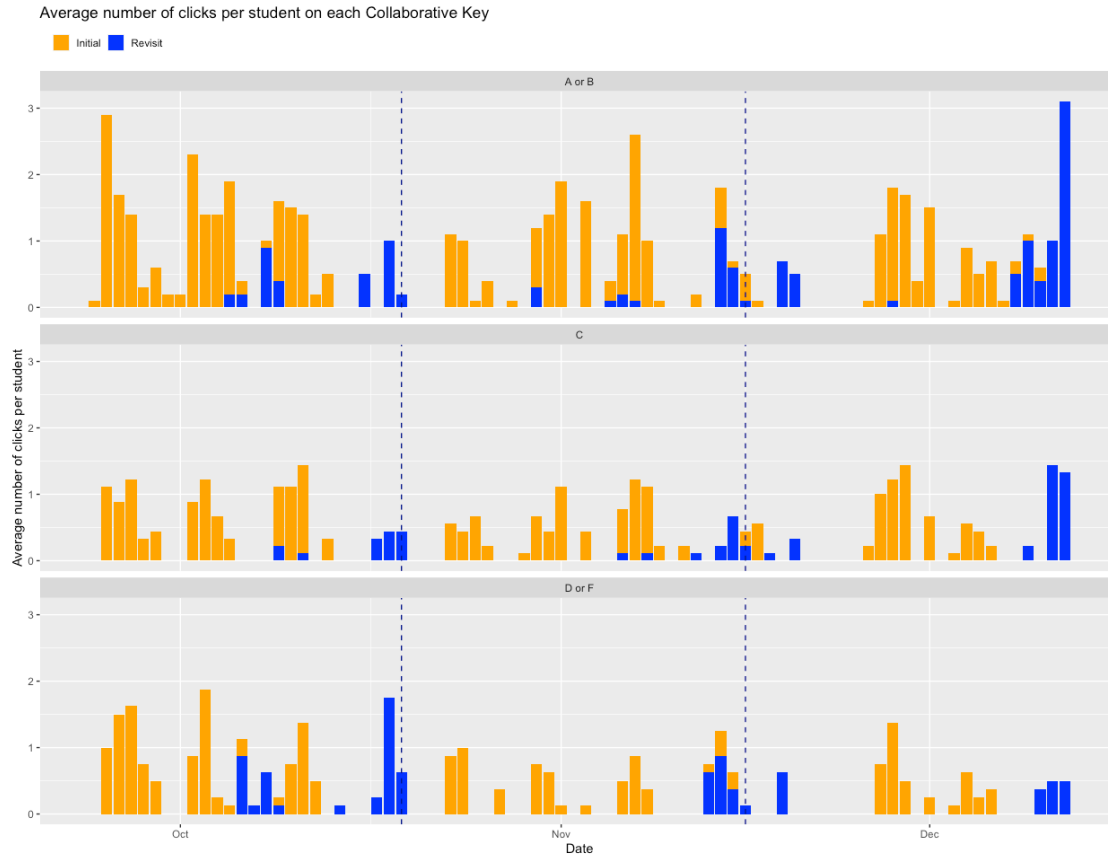 Average number of clicks per student on each Collaborative Key
Initial Revisit
A or B
3
2
1
0
C
3
2
1
0
D or F
3
2
1
0
Average number of clicks per student
Oct Nov Dec
Date